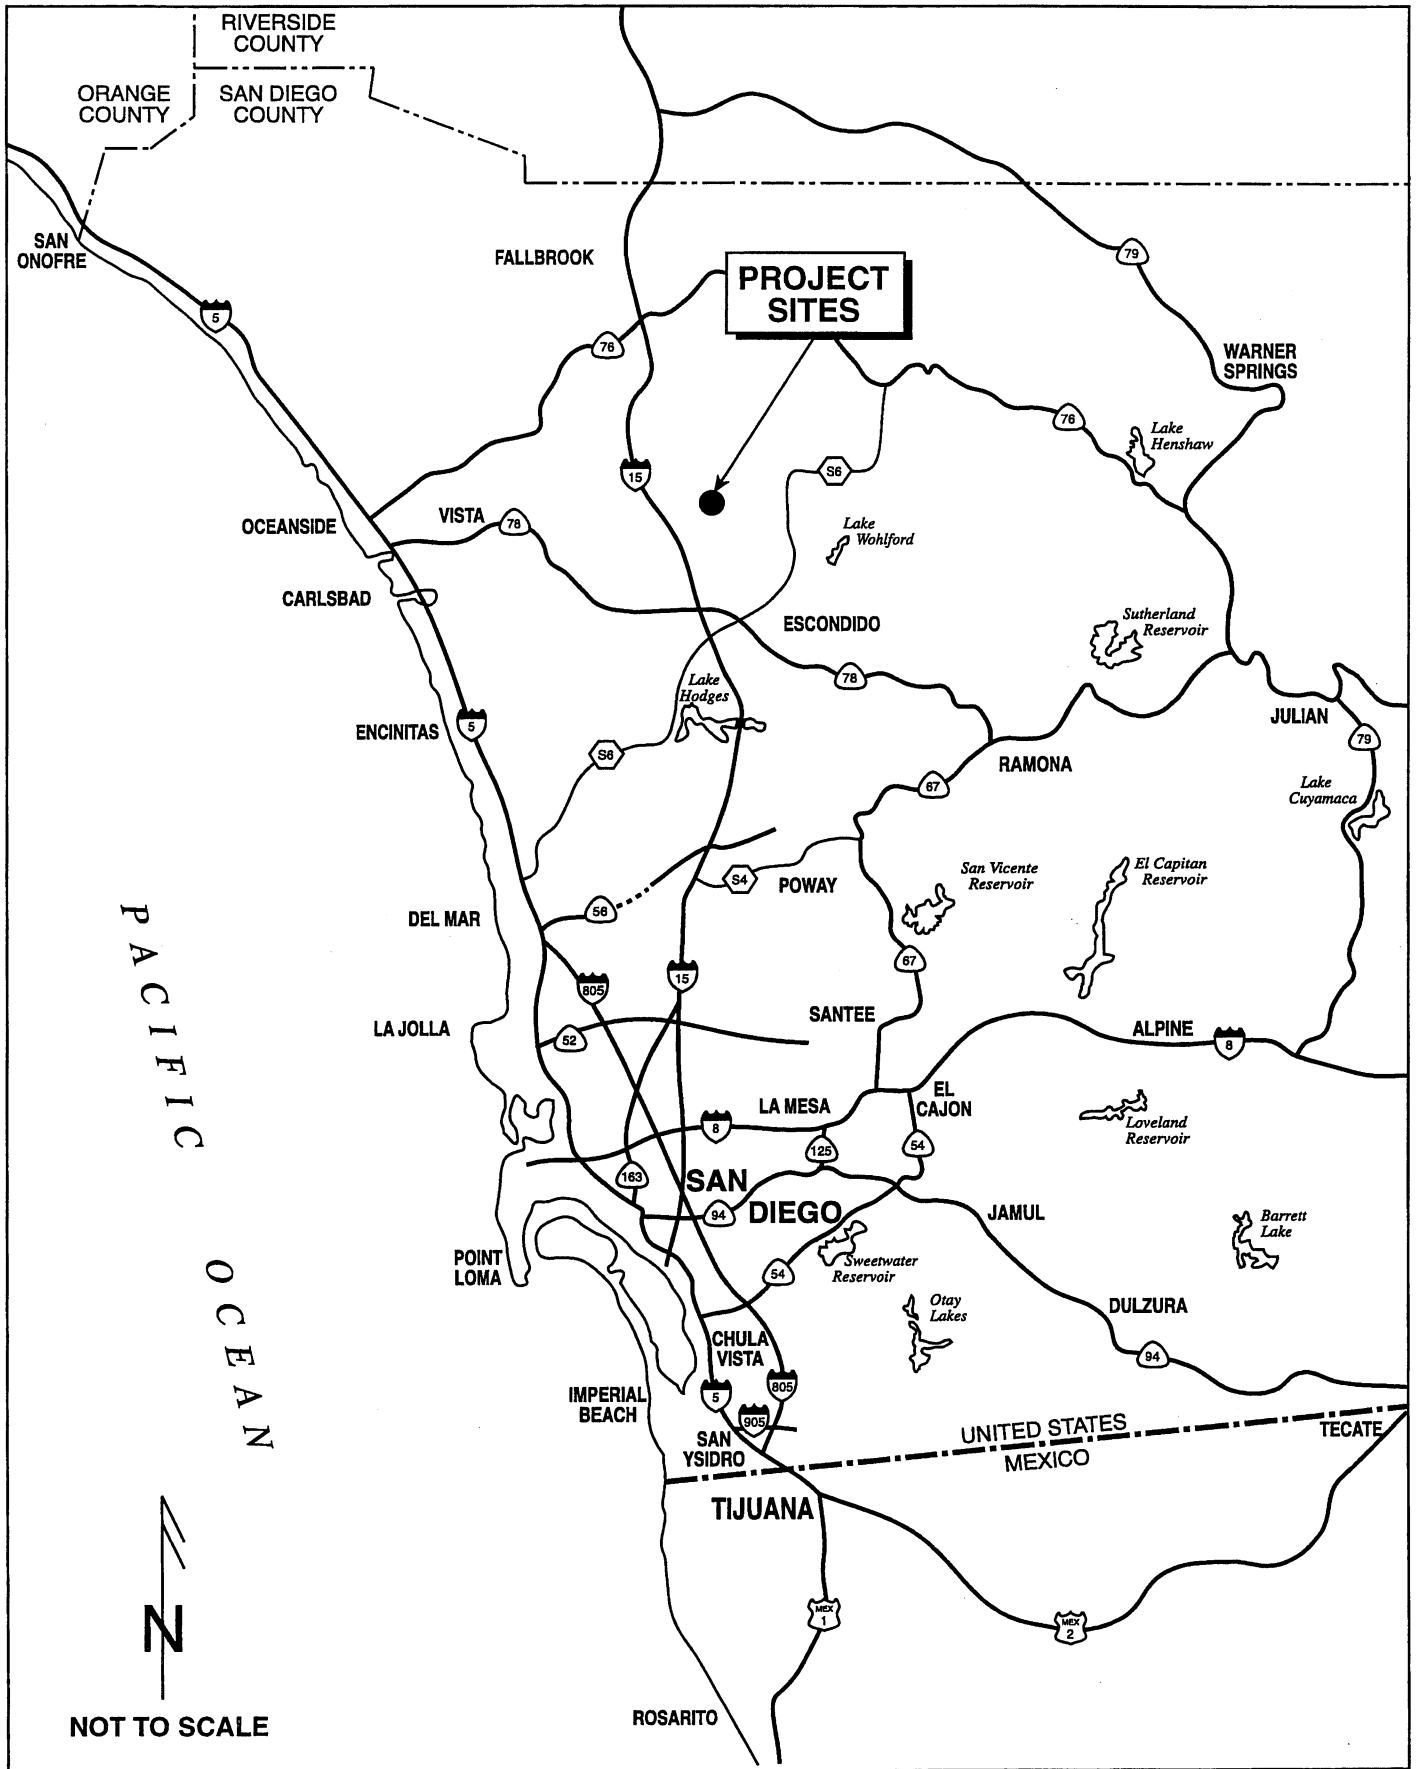 RIVERSIDE
COUNTY
ORANGE
COUNTY
SAN DIEGO
COUNTY
SAN
ONOFRE
FALLBROOK
PROJECT
SITES
79
5
76
WARNER
SPRINGS
76
Lake
Henshaw
15
S6
OCEANSIDE
VISTA
78
Lake
Wohlford
CARLSBAD
ESCONDIDO
Sutherland
Reservoir
78
Lake
Hodges
ENCINITAS
5
S6
JULIAN
79
RAMONA
67
Lake
Cuyamaca
S4
POWAY
San Vicente
Reservoir
El Capitan
Reservoir
DEL MAR
56
67
805
15
PACIFIC
OCEAN
LA JOLLA
52
SANTEE
ALPINE
8
EL
CAJON
LA MESA
8
125
54
Loveland
Reservoir
163
SAN
DIEGO
94
JAMUL
Barrett
Lake
POINT
LOMA
54
Sweetwater
Reservoir
Otay
Lakes
DULZURA
CHULA
VISTA
94
5
805
905
IMPERIAL
BEACH
SAN
YSIDRO
UNITED STATES
MEXICO
TECATE
TIJUANA
MEX
1
MEX
2
N
NOT TO SCALE
ROSARITO